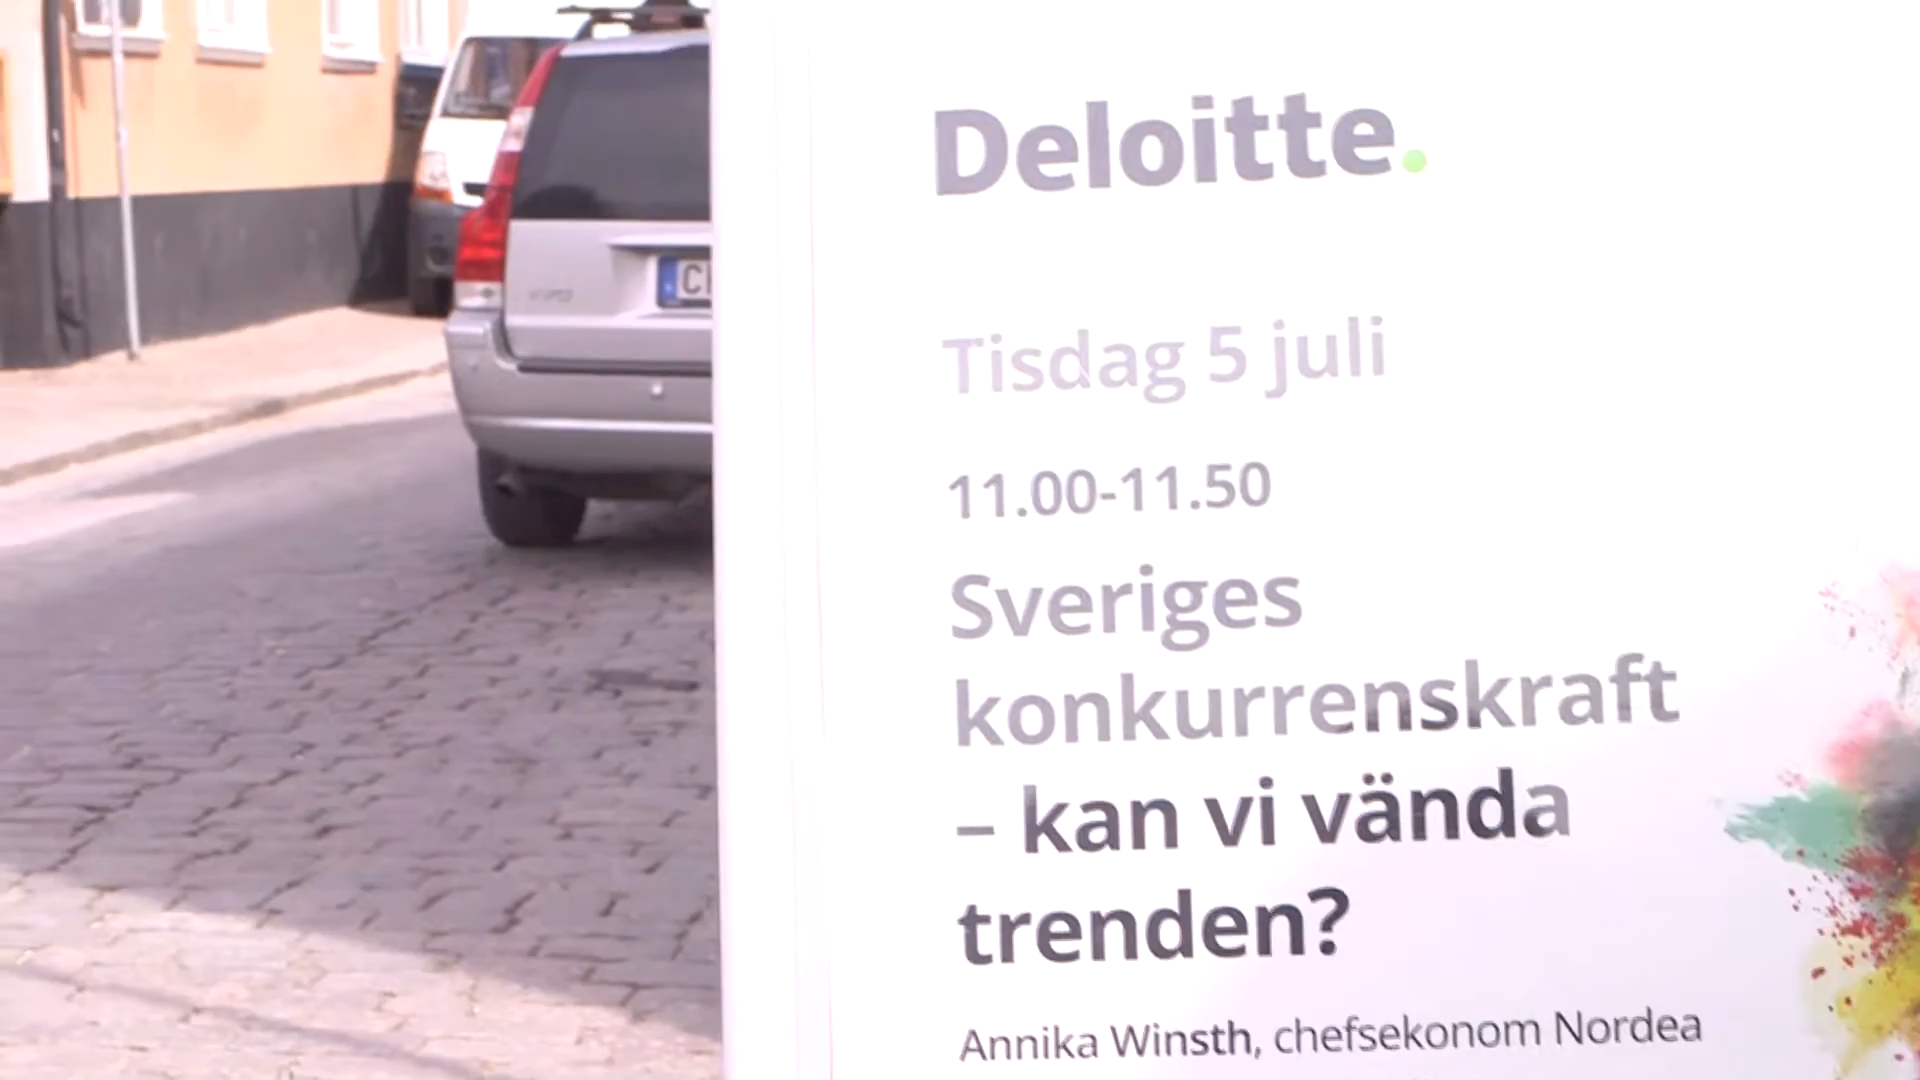 Deloitte.
Tisdag 5 juli
11.00-11.50
Sveriges
konkurrenskraft
– kan vi vända
trenden?
Annika Winsth, chefsekonom Nordea